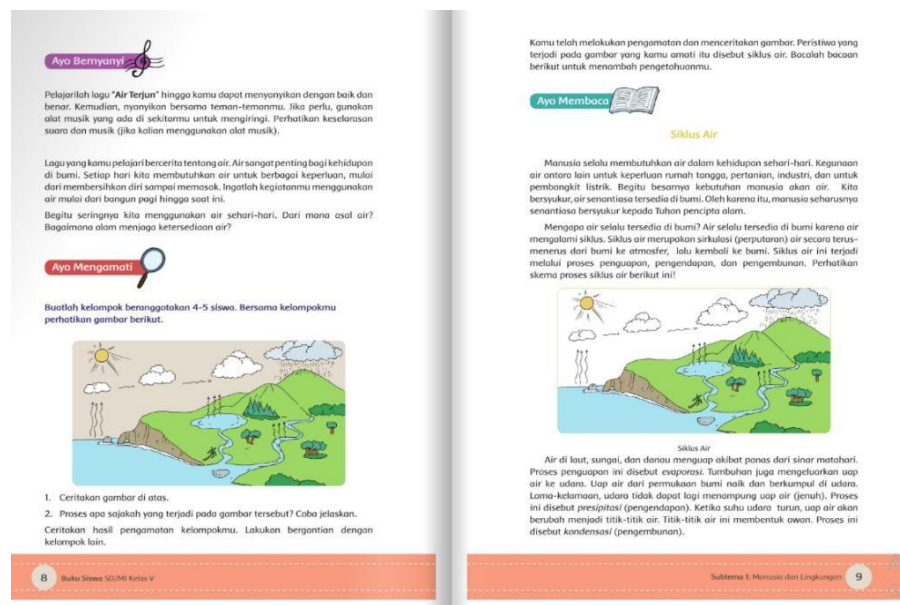 Ayo Bernyanyi
Pelajarilah lagu "Air Terjun" hingga kamu dapat menyanyikan dengan baik dan
benar. Kemudian, nyanyikan bersama teman-temanmu. Jika perlu, gunakan
alat musik yang ada di sekitarmu untuk mengiringi. Perhatikan keselarasan
suara dan musik (jika kalian menggunakan alat musik).
Lagu yang kamu pelajari bercerita tentang air. Air sangat penting bagi kehidupan
di bumi. Setiap hari kita membutuhkan air untuk berbagai keperluan, mulai
dari membersihkan diri sampai memasak. Ingatlah kegiatanmu menggunakan
air mulai dari bangun pagi hingga saat ini.
Begitu seringnya kita menggunakan air sehari-hari. Dari mana asal air?
Bagaimana alam menjaga ketersediaan air?
Ayo Mengamati
Buatlah kelompok beranggotakan 4-5 siswa. Bersama kelompokmu
perhatikan gambar berikut.
1. Ceritakan gambar di atas.
2. Proses apa sajakah yang terjadi pada gambar tersebut? Coba jelaskan.
Ceritakan hasil pengamatan kelompokmu. Lakukan bergantian dengan
kelompok lain.
8 Buku Siswa SD/MI Kelas V
Kamu telah melakukan pengamatan dan menceritakan gambar. Peristiwa yang
terjadi pada gambar yang kamu amati itu disebut siklus air. Bacalah bacaan
berikut untuk menambah pengetahuanmu.
Ayo Membaca
Siklus Air
Manusia selalu membutuhkan air dalam kehidupan sehari-hari. Kegunaan
air antara lain untuk keperluan rumah tangga, pertanian, industri, dan untuk
pembangkit listrik. Begitu besarnya kebutuhan manusia akan air. Kita
bersyukur, air senantiasa tersedia di bumi. Oleh karena itu, manusia seharusnya
senantiasa bersyukur kepada Tuhan pencipta alam.
Mengapa air selalu tersedia di bumi? Air selalu tersedia di bumi karena air
mengalami siklus. Siklus air merupakan sirkulasi (perputaran) air secara terus-
menerus dari bumi ke atmosfer, lalu kembali ke bumi. Siklus air ini terjadi
melalui proses penguapan, pengendapan, dan pengembunan. Perhatikan
skema proses siklus air berikut ini!
Siklus Air
Air di laut, sungai, dan danau menguap akibat panas dari sinar matahari.
Proses penguapan ini disebut evaporasi. Tumbuhan juga mengeluarkan uap
air ke udara. Uap air dari permukaan bumi naik dan berkumpul di udara.
Lama-kelamaan, udara tidak dapat lagi menampung uap air (jenuh). Proses
ini disebut presipitasi (pengendapan). Ketika suhu udara turun, uap air akan
berubah menjadi titik-titik air. Titik-titik air ini membentuk awan. Proses ini
disebut kondensasi (pengembunan).
Subtema 1: Manusia dan Lingkungan 9